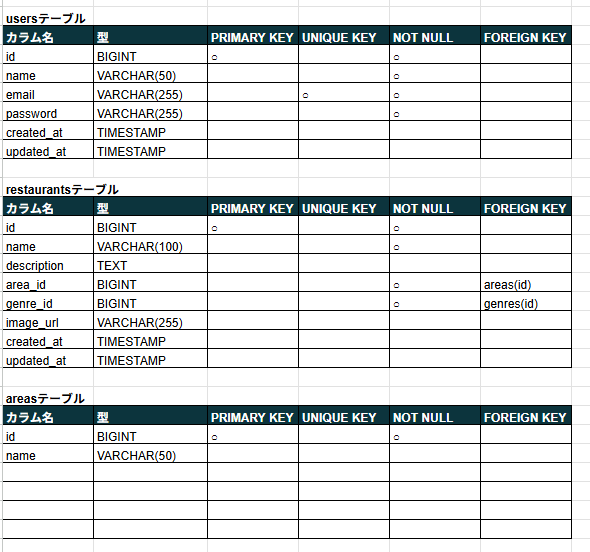 usersテーブル
カラム名 型 PRIMARY KEY UNIQUE KEY NOT NULL FOREIGN KEY
id BIGINT ○ ○
name VARCHAR(50) ○
email VARCHAR(255) ○ ○
password VARCHAR(255) ○
created_at TIMESTAMP
updated_at TIMESTAMP
restaurantsテーブル
カラム名 型 PRIMARY KEY UNIQUE KEY NOT NULL FOREIGN KEY
id BIGINT ○ ○
name VARCHAR(100) ○
description TEXT
area_id BIGINT ○ areas(id)
genre_id BIGINT ○ genres(id)
image_url VARCHAR(255)
created_at TIMESTAMP
updated_at TIMESTAMP
areasテーブル
カラム名 型 PRIMARY KEY UNIQUE KEY NOT NULL FOREIGN KEY
id BIGINT ○ ○
name VARCHAR(50)